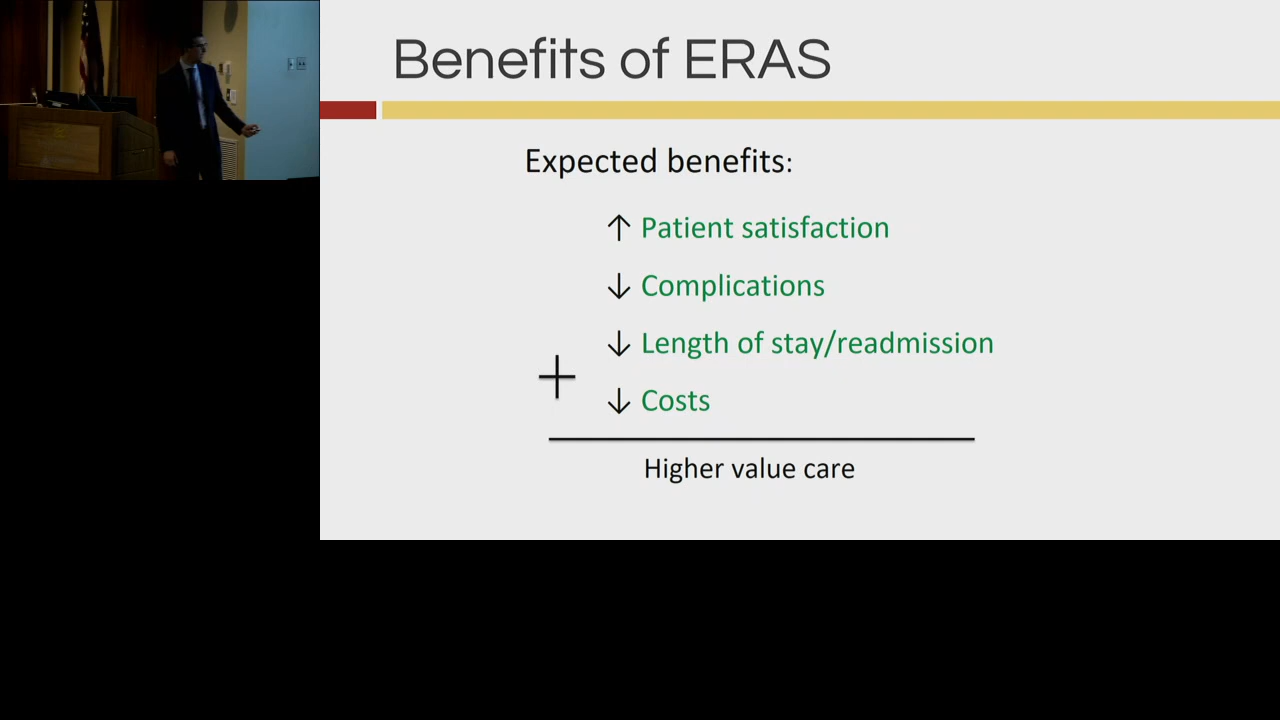 Benefits of ERAS
Expected benefits:
↑ Patient satisfaction
↓ Complications
↓ Length of stay/readmission
+ ↓ Costs
Higher value care